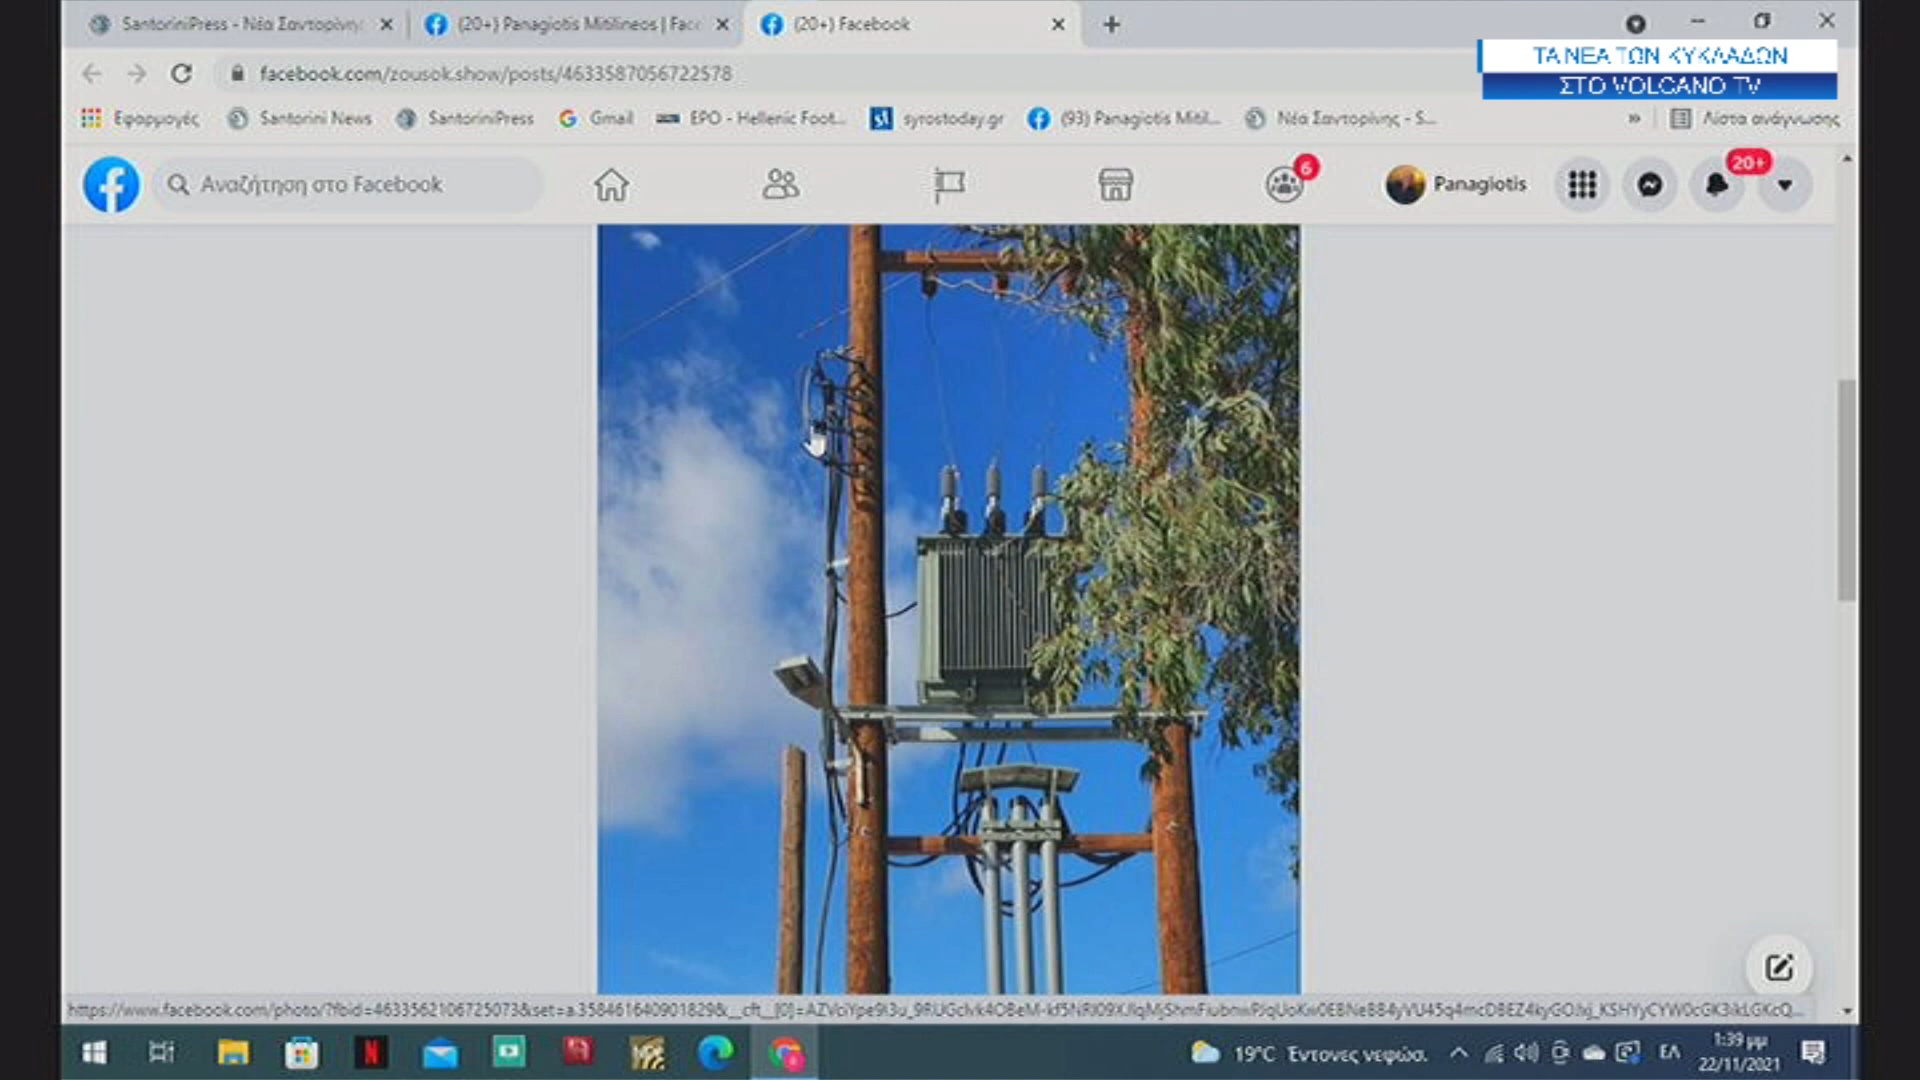 SantoriniPress - Νέα Σαντορίνης
(20+) Panagiotis Mitilineos | Face
(20+) Facebook
facebook.com/zousok.show/posts/4633587056722578
ΤΑ ΝΕΑ ΤΩΝ ΚΥΚΛΑΔΩΝ
ΣΤΟ VOLCANO TV
Εφαρμογές
Santorini News
SantoriniPress
Gmail
EPO - Hellenic Foot...
syrostoday.gr
(93) Panagiotis Mitil...
Νέα Σαντορίνης - S...
»
Λίστα ανάγνωσης
Αναζήτηση στο Facebook
6
Panagiotis
20+
19°C Έντονες νεφώσ.
ΕΛ
1:39 μμ
22/11/2021